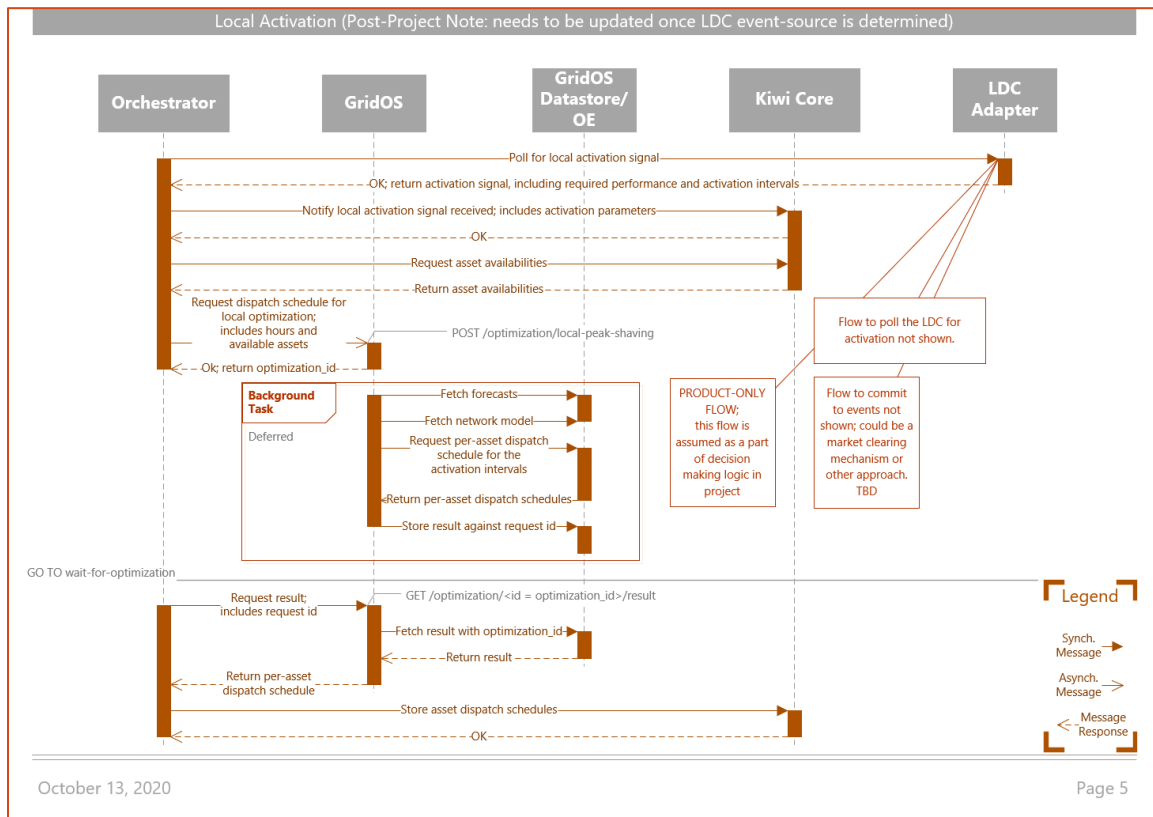 Local Activation (Post-Project Note: needs to be updated once LDC event-source is determined)
Orchestrator
GridOS
GridOS
Datastore/
OE
Kiwi Core
LDC
Adapter
Poll for local activation signal
OK; return activation signal, including required performance and activation intervals
Notify local activation signal received; includes activation parameters
OK
Request asset availabilities
Return asset availabilities
Request dispatch schedule for
local optimization;
includes hours and
available assets
POST /optimization/local-peak-shaving
Ok; return optimization_id
Flow to poll the LDC for
activation not shown.
Background
Task
Deferred
Fetch forecasts
Fetch network model
Request per-asset dispatch
schedule for the
activation intervals
Return per-asset dispatch schedules
Store result against request id
PRODUCT-ONLY
FLOW;
this flow is
assumed as a part
of decision
making logic in
project
Flow to commit
to events not
shown; could be a
market clearing
mechanism or
other approach.
TBD
GO TO wait-for-optimization
Request result;
includes request id
GET /optimization/<id = optimization_id>/result
Fetch result with optimization_id
Return result
Return per-asset
dispatch schedule
Store asset dispatch schedules
OK
Legend
Synch.
Message
Asynch.
Message
Message
Response
October 13, 2020
Page 5